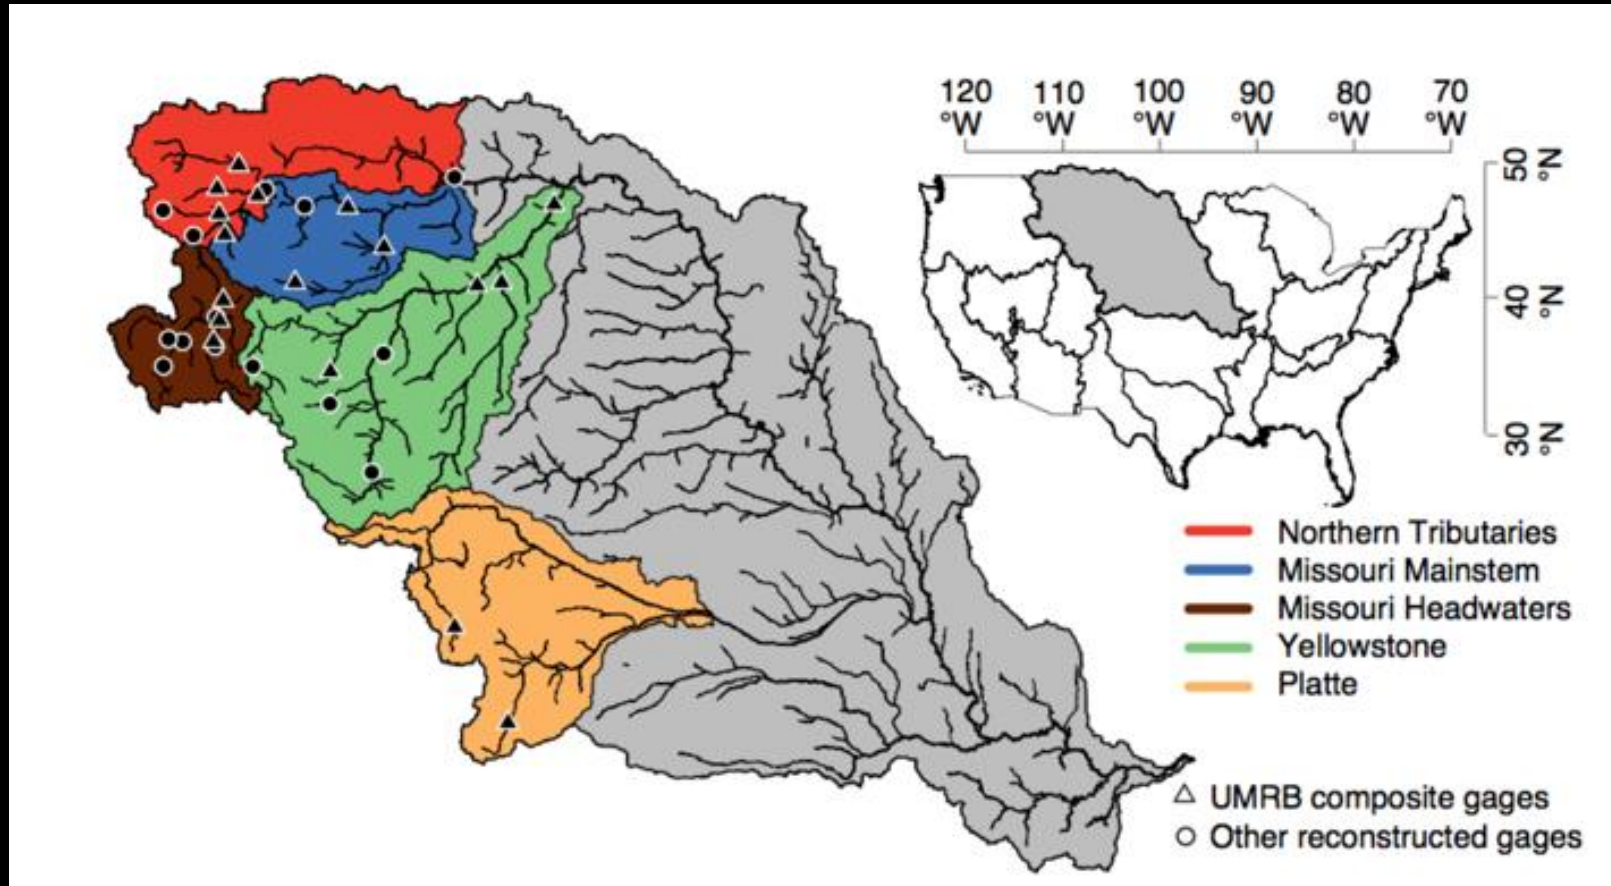 120 110 100 90 80 70
°W °W °W °W °W °W
50 °N
40 °N
30 °N
Northern Tributaries
Missouri Mainstem
Missouri Headwaters
Yellowstone
Platte
UMRB composite gages
Other reconstructed gages